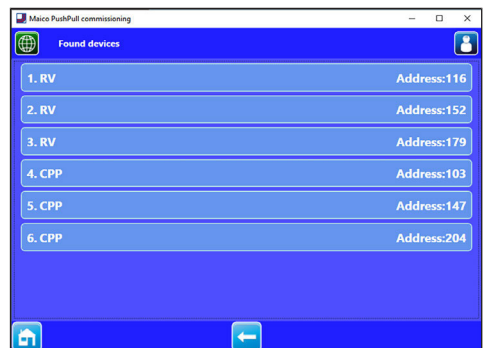 Maico PushPull commissioning
Found devices
1. RV Address:116
2. RV Address:152
3. RV Address:179
4. CPP Address:103
5. CPP Address:147
6. CPP Address:204